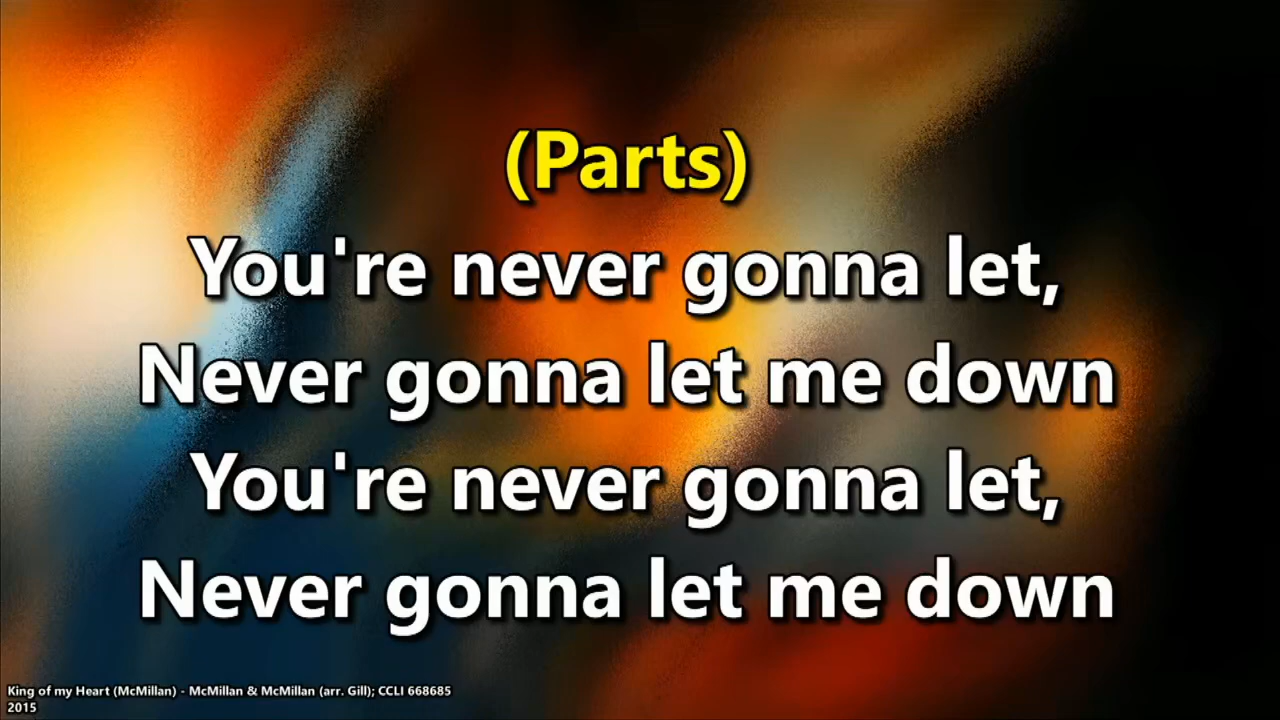 (Parts)
You're never gonna let,
Never gonna let me down
You're never gonna let,
Never gonna let me down
King of my Heart (McMillan) - McMillan & McMillan (arr. Gill); CCLI 668685
2015